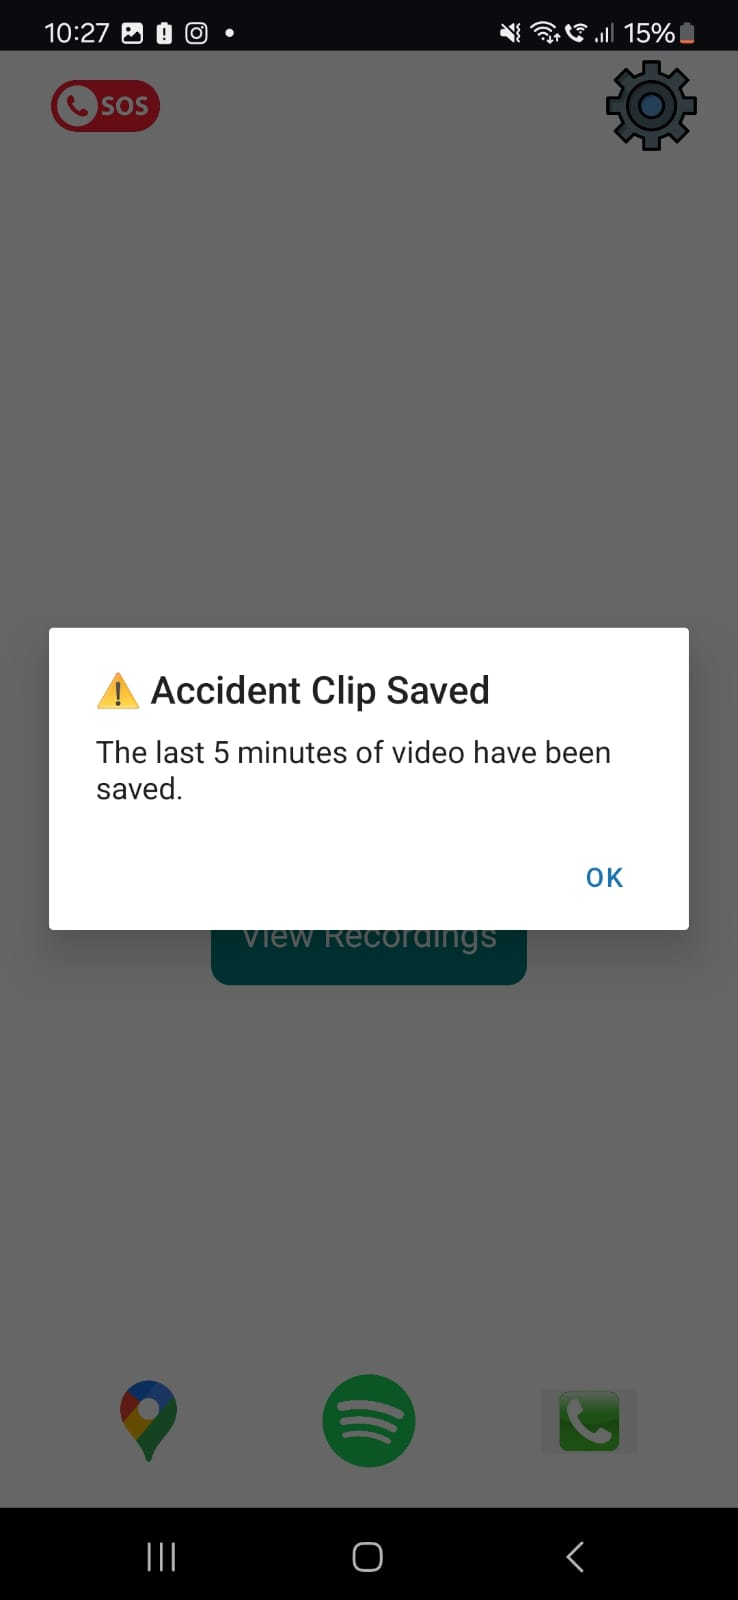 10:27
15%
SOS
⚠️ Accident Clip Saved
The last 5 minutes of video have been
saved.
OK
View Recordings